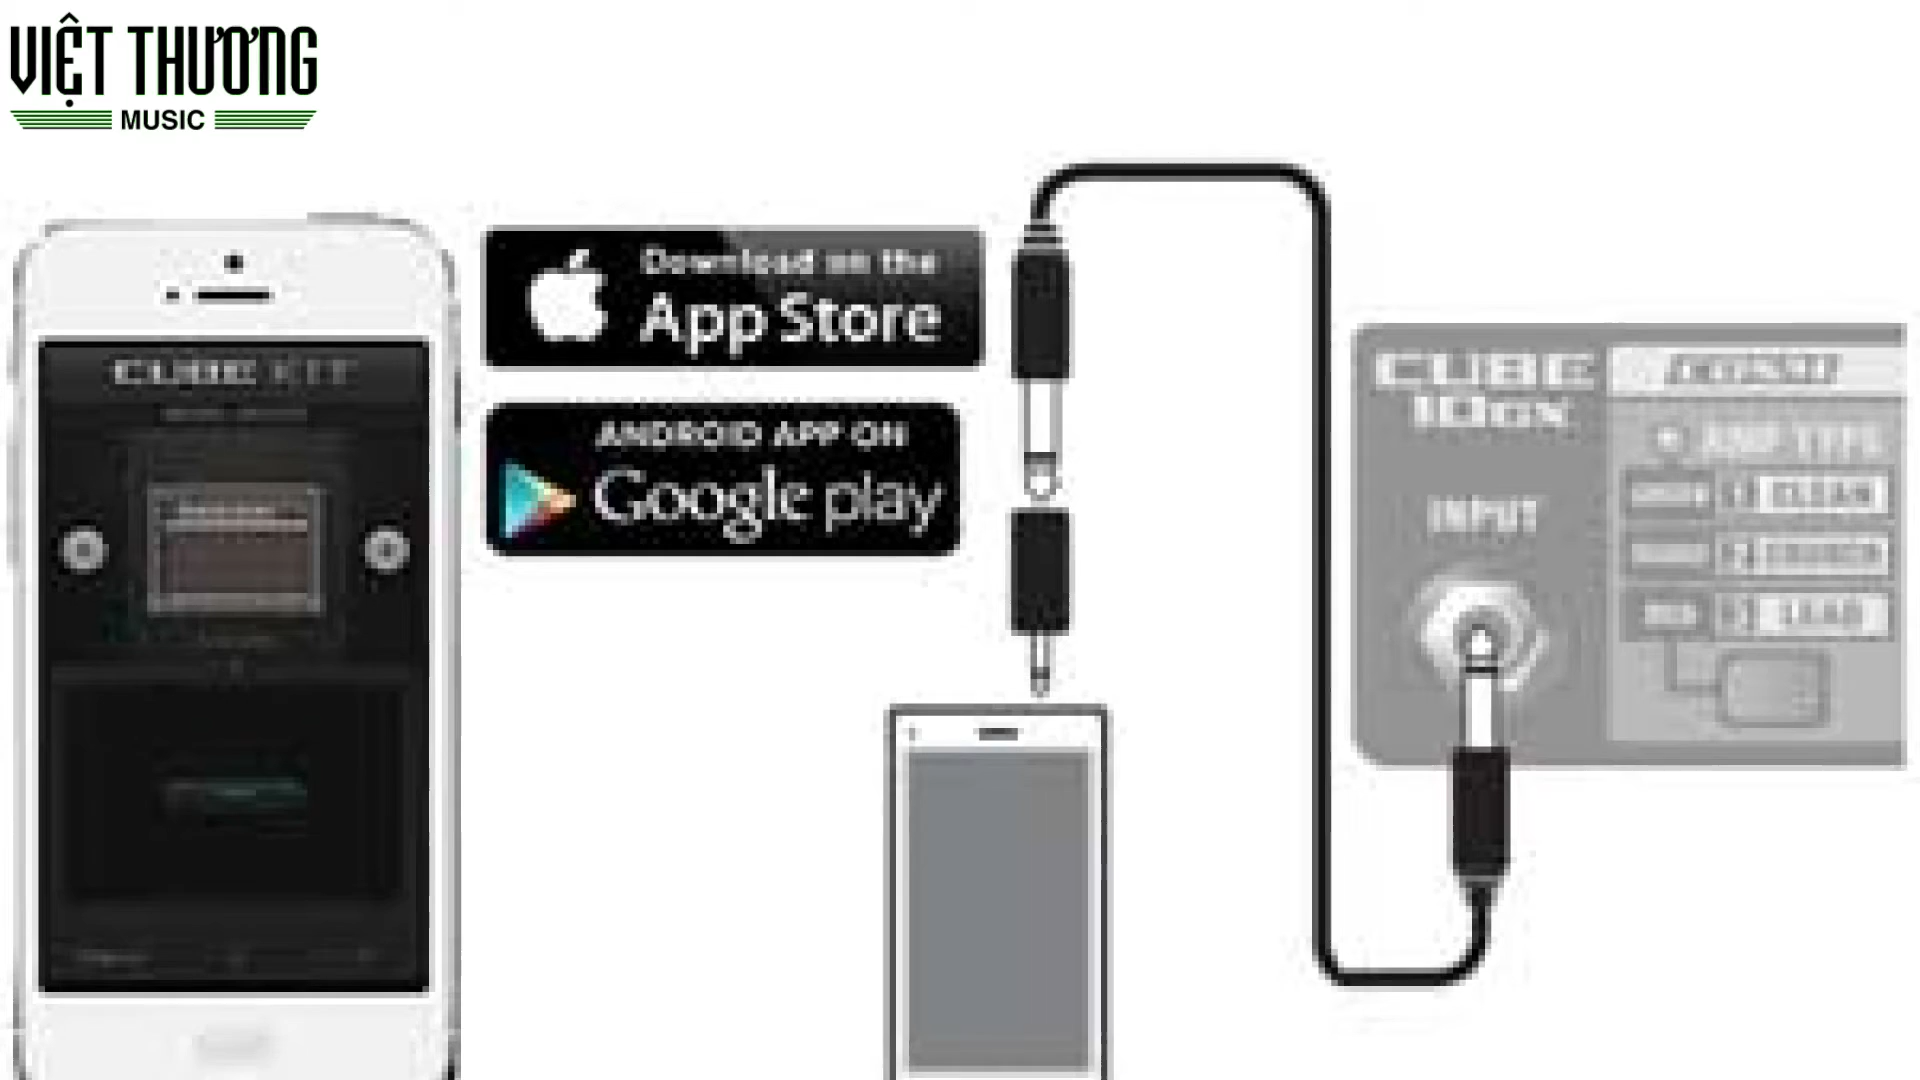 VIỆT THƯƠNG
MUSIC
Download on the
App Store
ANDROID APP ON
Google play
CUBE KIT
CUBE
10GX
INPUT
AMP TYPE
CLEAN
LEAD